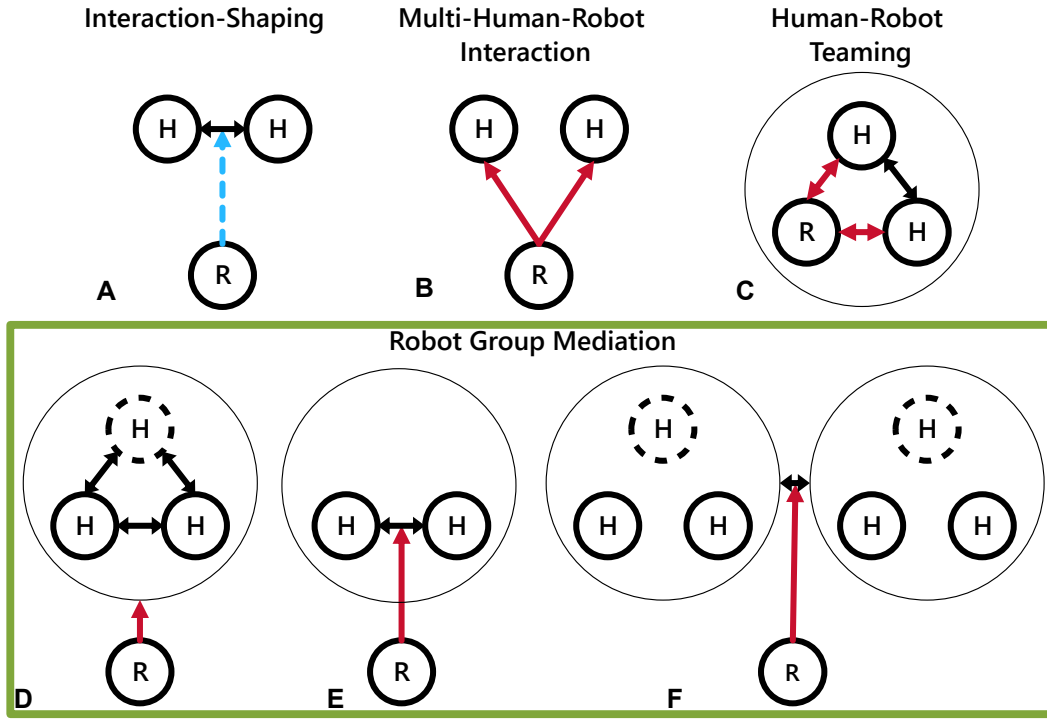 Interaction-Shaping
Multi-Human-Robot
Interaction
Human-Robot
Teaming
H
H
R
A
H
H
R
B
H
R
H
C
Robot Group Mediation
H
H
H
R
D
H
H
R
E
H
H
H
H
H
H
R
F